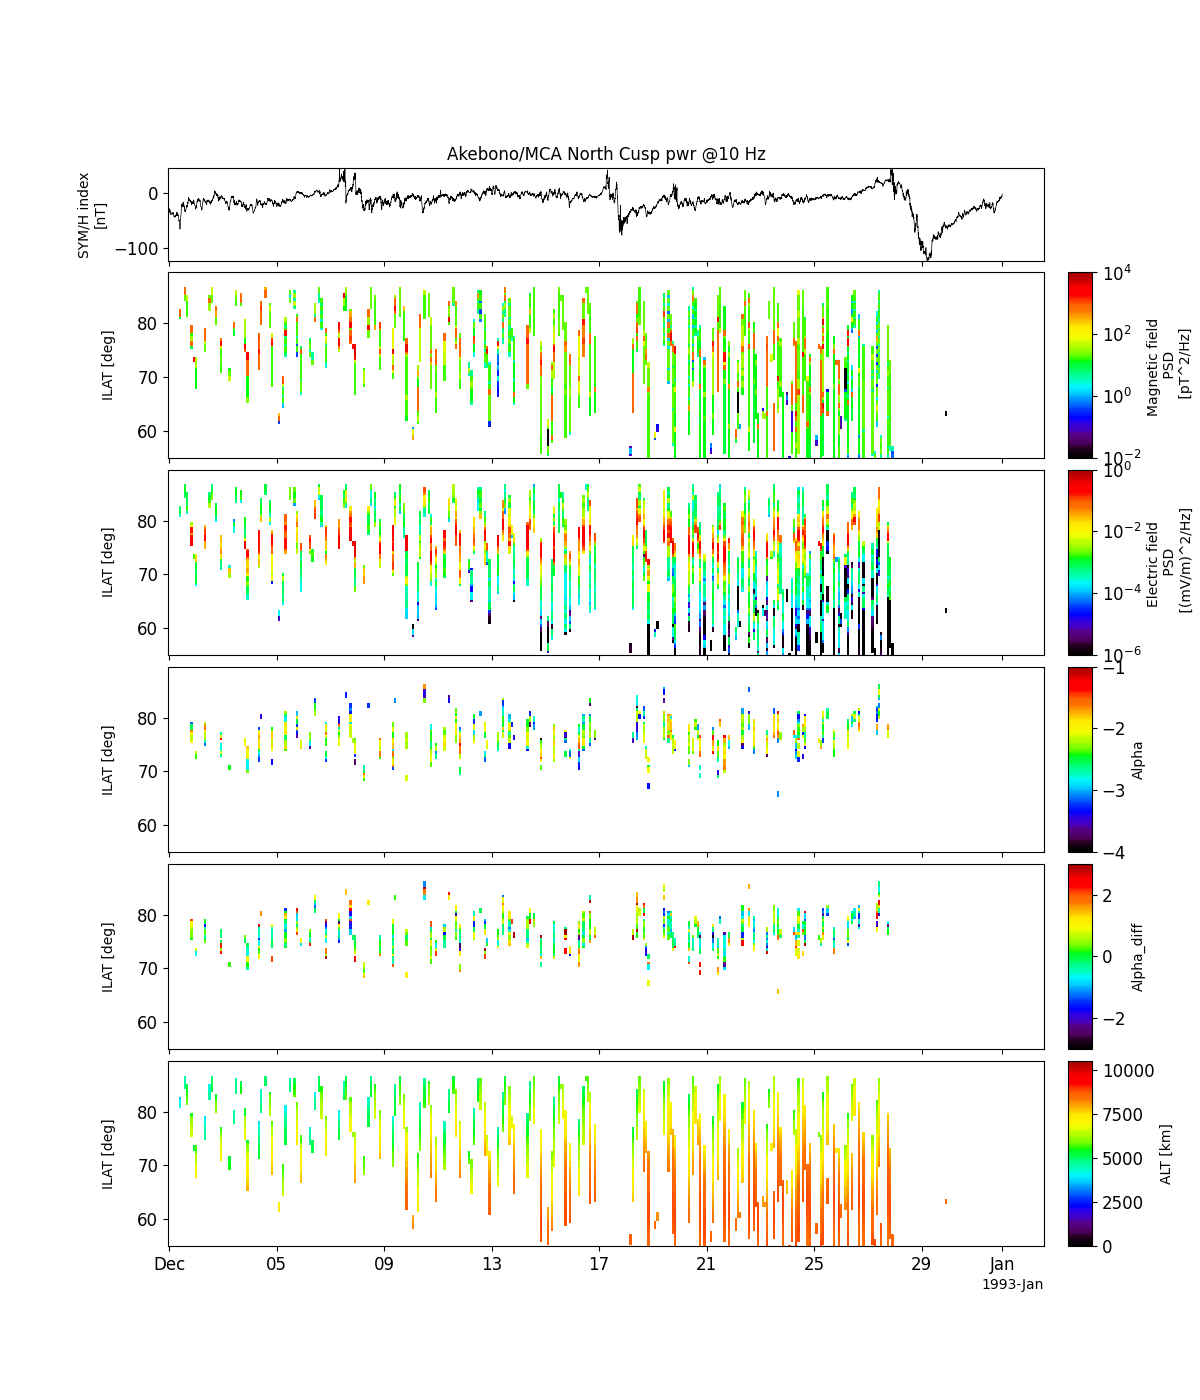 Akebono/MCA North Cusp pwr @10 Hz
SYM/H index
[nT]
0
−100
ILAT [deg]
80
70
60
10^4
10^2
10^0
10^−2
Magnetic field
PSD
[pT^2/Hz]
ILAT [deg]
80
70
60
10^0
10^−2
10^−4
10^−6
Electric field
PSD
[(mV/m)^2/Hz]
ILAT [deg]
80
70
60
−1
−2
−3
−4
Alpha
ILAT [deg]
80
70
60
2
0
−2
Alpha_diff
ILAT [deg]
80
70
60
10000
7500
5000
2500
0
ALT [km]
Dec 05 09 13 17 21 25 29 Jan
1993-Jan